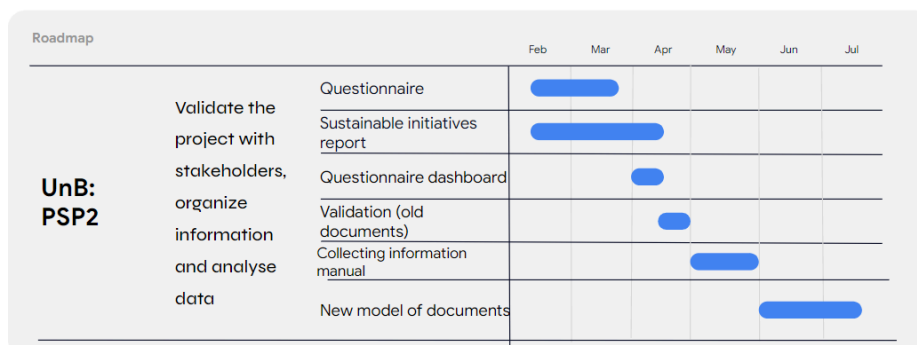 Roadmap
Feb Mar Apr May Jun Jul
UnB:
PSP2
Validate the
project with
stakeholders,
organize
information
and analyse
data
Questionnaire
Sustainable initiatives
report
Questionnaire dashboard
Validation (old
documents)
Collecting information
manual
New model of documents